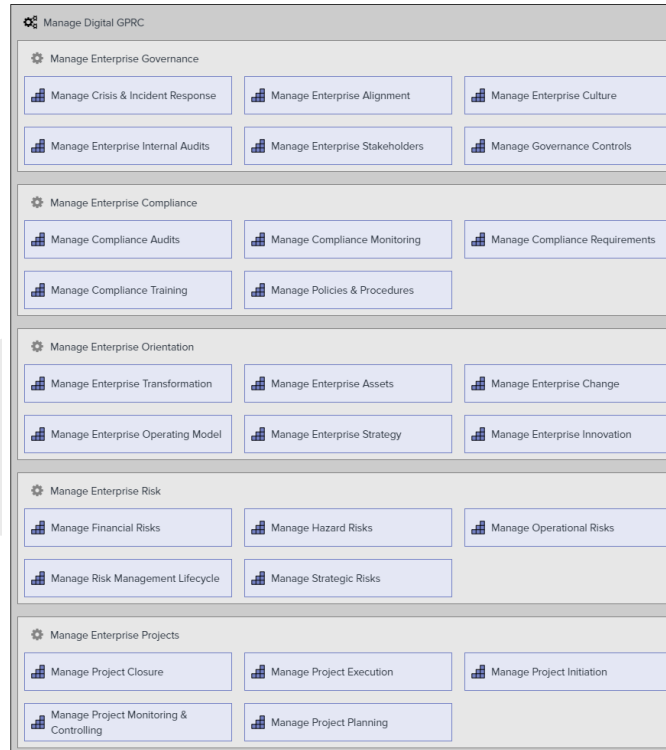 Manage Digital GPRC
Manage Enterprise Governance
Manage Crisis & Incident Response
Manage Enterprise Alignment
Manage Enterprise Culture
Manage Enterprise Internal Audits
Manage Enterprise Stakeholders
Manage Governance Controls
Manage Enterprise Compliance
Manage Compliance Audits
Manage Compliance Monitoring
Manage Compliance Requirements
Manage Compliance Training
Manage Policies & Procedures
Manage Enterprise Orientation
Manage Enterprise Transformation
Manage Enterprise Assets
Manage Enterprise Change
Manage Enterprise Operating Model
Manage Enterprise Strategy
Manage Enterprise Innovation
Manage Enterprise Risk
Manage Financial Risks
Manage Hazard Risks
Manage Operational Risks
Manage Risk Management Lifecycle
Manage Strategic Risks
Manage Enterprise Projects
Manage Project Closure
Manage Project Execution
Manage Project Initiation
Manage Project Monitoring &
Controlling
Manage Project Planning